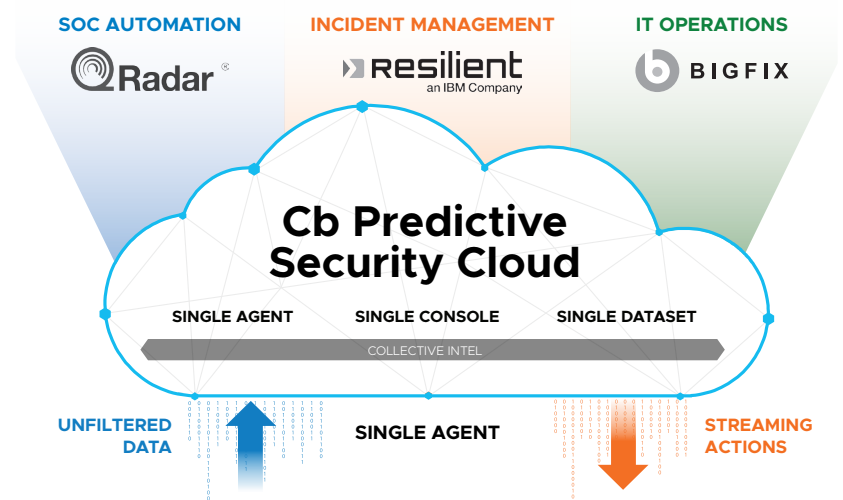 SOC AUTOMATION
INCIDENT MANAGEMENT
IT OPERATIONS
QRadar®
Resilient
an IBM Company
BIGFIX
Cb Predictive
Security Cloud
SINGLE AGENT
SINGLE CONSOLE
SINGLE DATASET
COLLECTIVE INTEL
UNFILTERED
DATA
SINGLE AGENT
STREAMING
ACTIONS